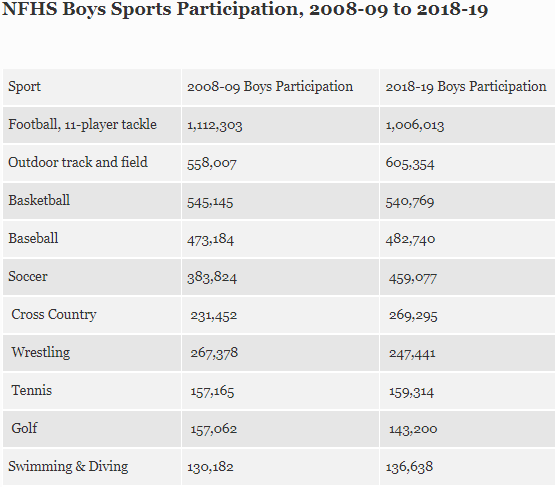 NFHS Boys Sports Participation, 2008-09 to 2018-19
Sport 2008-09 Boys Participation 2018-19 Boys Participation
Football, 11-player tackle 1,112,303 1,006,013
Outdoor track and field 558,007 605,354
Basketball 545,145 540,769
Baseball 473,184 482,740
Soccer 383,824 459,077
Cross Country 231,452 269,295
Wrestling 267,378 247,441
Tennis 157,165 159,314
Golf 157,062 143,200
Swimming & Diving 130,182 136,638